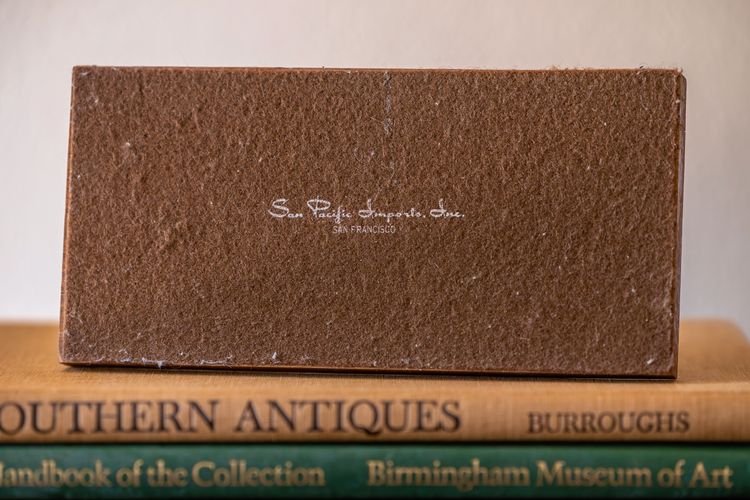 San Pacific Imports, Inc.
SAN FRANCISCO
OUTHERN ANTIQUES BURROUGHS
Handbook of the Collection Birmingham Museum of Art